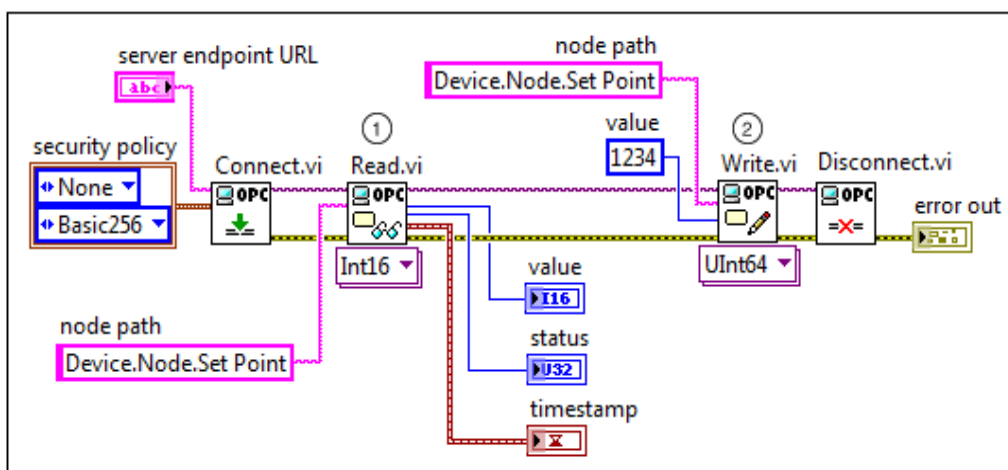 server endpoint URL
abc
node path
Device.Node.Set Point
security policy
None
Basic256
Connect.vi
OPC
1
Read.vi
OPC
Int16
value
1234
2
Write.vi
OPC
UInt64
Disconnect.vi
OPC
=X=
error out
node path
Device.Node.Set Point
value
I16
status
U32
timestamp